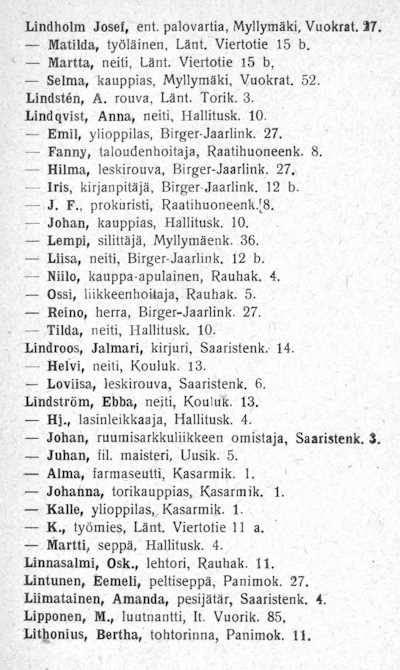 Lindholm Josef, ent. palovartia, Myllymäki, Vuokrat. 37.
— Matilda, työläinen, Länt. Viertotie 15 b.
— Martta, neiti, Länt. Viertotie 15 b,
— Selma, kauppias, Myllymäki, Vuokrat. 52.
Lindstén, A. rouva, Länt. Torik. 3.
Lindqvist, Anna, neiti, Hallitusk. 10.
— Emil, ylioppilas, Birger-Jaarlink. 27.
— Fanny, taloudenhoitaja, Raatihuoneenk. 8.
— Hilma, leskirouva, Birger-Jaarlink. 27.
— Iris, kirjanpitäjä, Birger-Jaarlink. 12 b.
— J. F., prokuristi, Raatihuoneenk. 8.
— Johan, kauppias, Hallitusk. 10.
— Lempi, silittäjä, Myllymäenk. 36.
— Liisa, neiti, Birger-Jaarlink. 12 b.
— Niilo, kauppa-apulainen, Rauhak. 4.
— Ossi, liikkeenhoitaja, Rauhak. 5.
— Reino, herra, Birger-Jaarlink. 27.
— Tilda, neiti, Hallitusk. 10.
Lindroos, Jalmari, kirjuri, Saaristenk. 14.
— Helvi, neiti, Kouluk. 13.
— Loviisa, leskirouva, Saaristenk. 6.
Lindström, Ebba, neiti, Kouluk. 13.
— Hj., lasinleikkaaja, Hallitusk. 4.
— Johan, ruumisarkkuliikkeen omistaja, Saaristenk. 3.
— Juhan, fil. maisteri, Uusik. 5.
— Alma, farmaseutti, Kasarmik. 1.
— Johanna, torikauppias, Kasarmik. 1.
— Kalle, ylioppilas, Kasarmik. 1.
— K., työmies, Länt. Viertotie 11 a.
— Martti, seppä, Hallitusk. 4.
Linnasalmi, Osk., lehtori, Rauhak. 11.
Lintunen, Eemeli, peltiseppä, Panimok. 27.
Liimatainen, Amanda, pesijätär, Saaristenk. 4.
Lipponen, M., luutnantti, It. Vuorik. 85.
Lithonius, Bertha, tohtorinna, Panimok. 11.